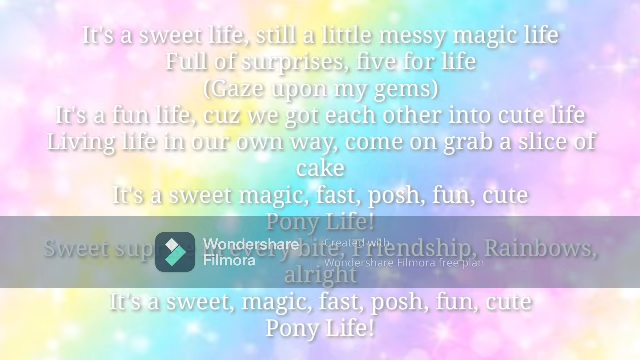 It's a sweet life, still a little messy magic life
Full of surprises, five for life
(Gaze upon my gems)
It's a fun life, cuz we got each other into cute life
Living life in our own way, come on grab a slice of
cake
It's a sweet magic, fast, posh, fun, cute
Pony Life!
Sweet every bite, Friendship, Rainbows,
alright
Wondershare
Filmora
Created with
Wondershare Filmora free plan
It's a sweet, magic, fast, posh, fun, cute
Pony Life!